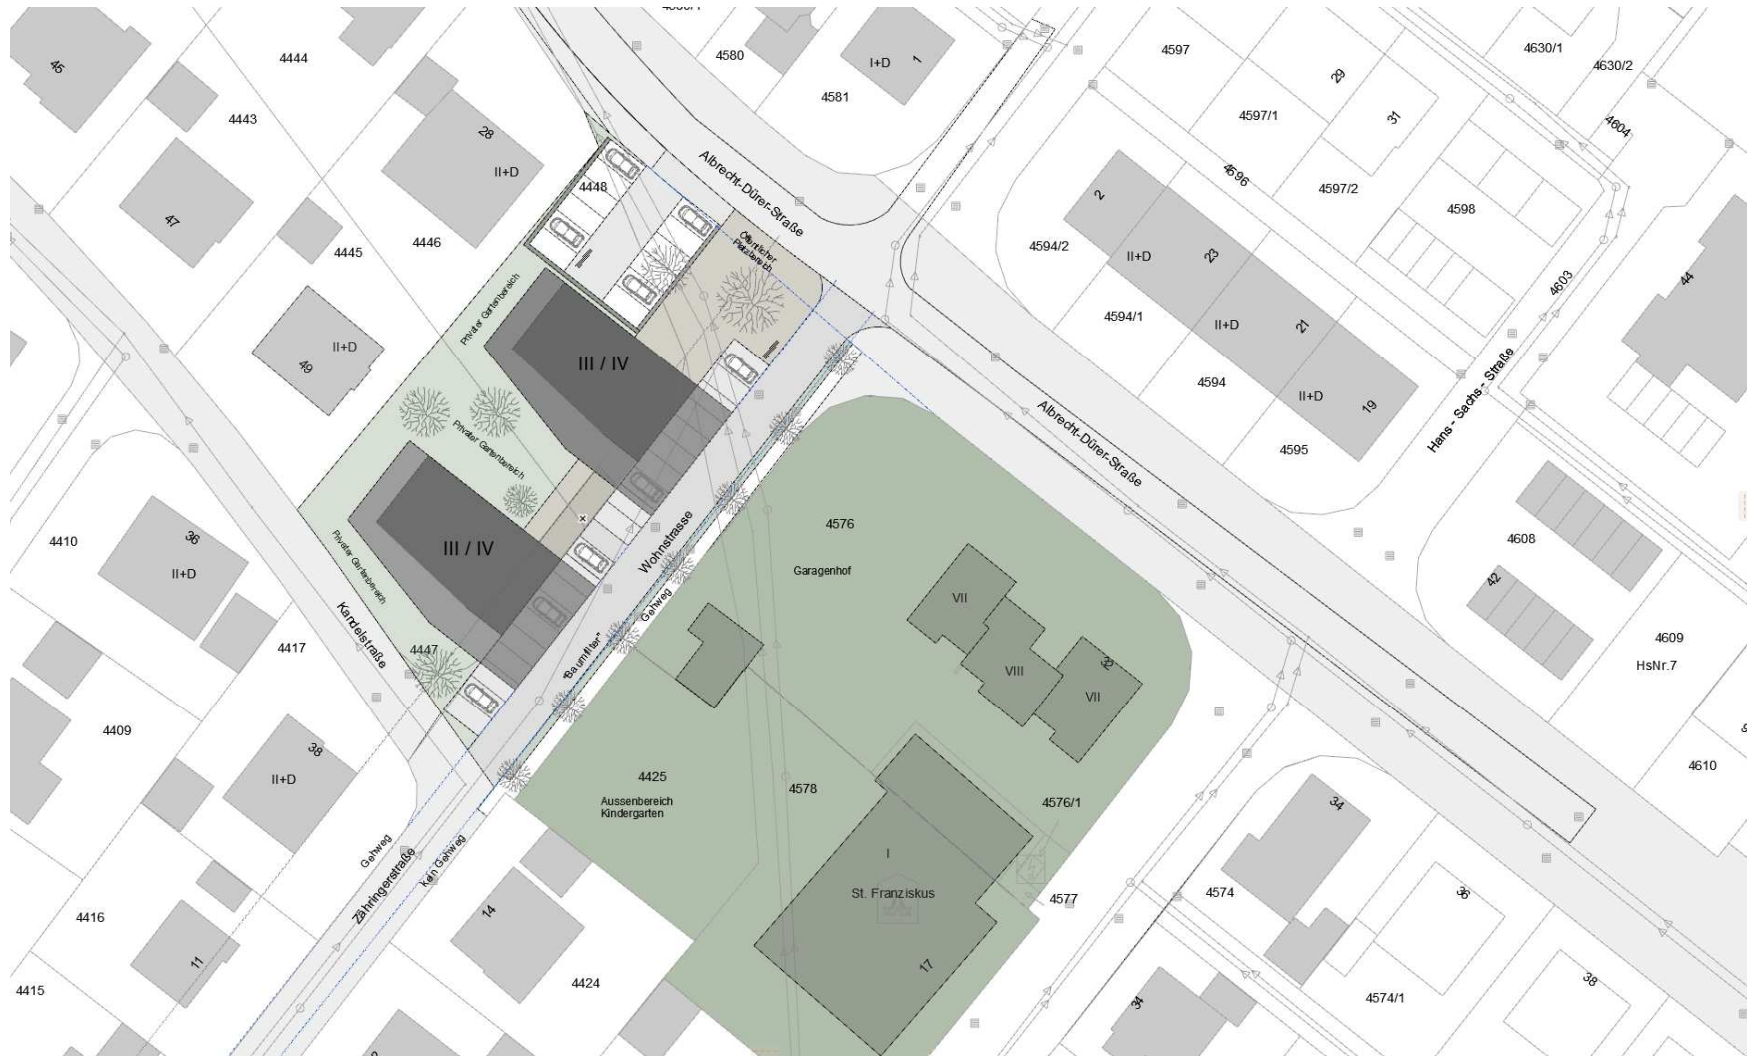 4580
I+D
1
4581
4597
4630/1
4630/2
45
4444
4443
28
II+D
4448
Albrecht-Dürer-Straße
29
4597/1
31
4604
4596
4597/2
4598
2
47
4445
4446
Öffentlicher
Platzbereich
4594/2
II+D
23
4603
44
Privater Gartenbereich
4594/1
II+D
21
49
II+D
III / IV
4594
II+D
19
Hans - Sachs - Straße
Albrecht-Dürer-Straße
Privater Gartenbereich
4595
4410
36
II+D
III / IV
Privater Gartenbereich
Wohnstrasse
4576
Garagenhof
4608
42
Kandelstraße
4417
4447
Gehweg
"Baumfilter"
VII
VIII
VII
30
4609
HsNr.7
4409
38
II+D
4425
Aussenbereich
Kindergarten
4578
4576/1
34
4610
Gehweg
Zähringerstraße
kein Gehweg
I
St. Franziskus
17
4577
4574
36
4416
11
14
4424
4415
34
4574/1
38